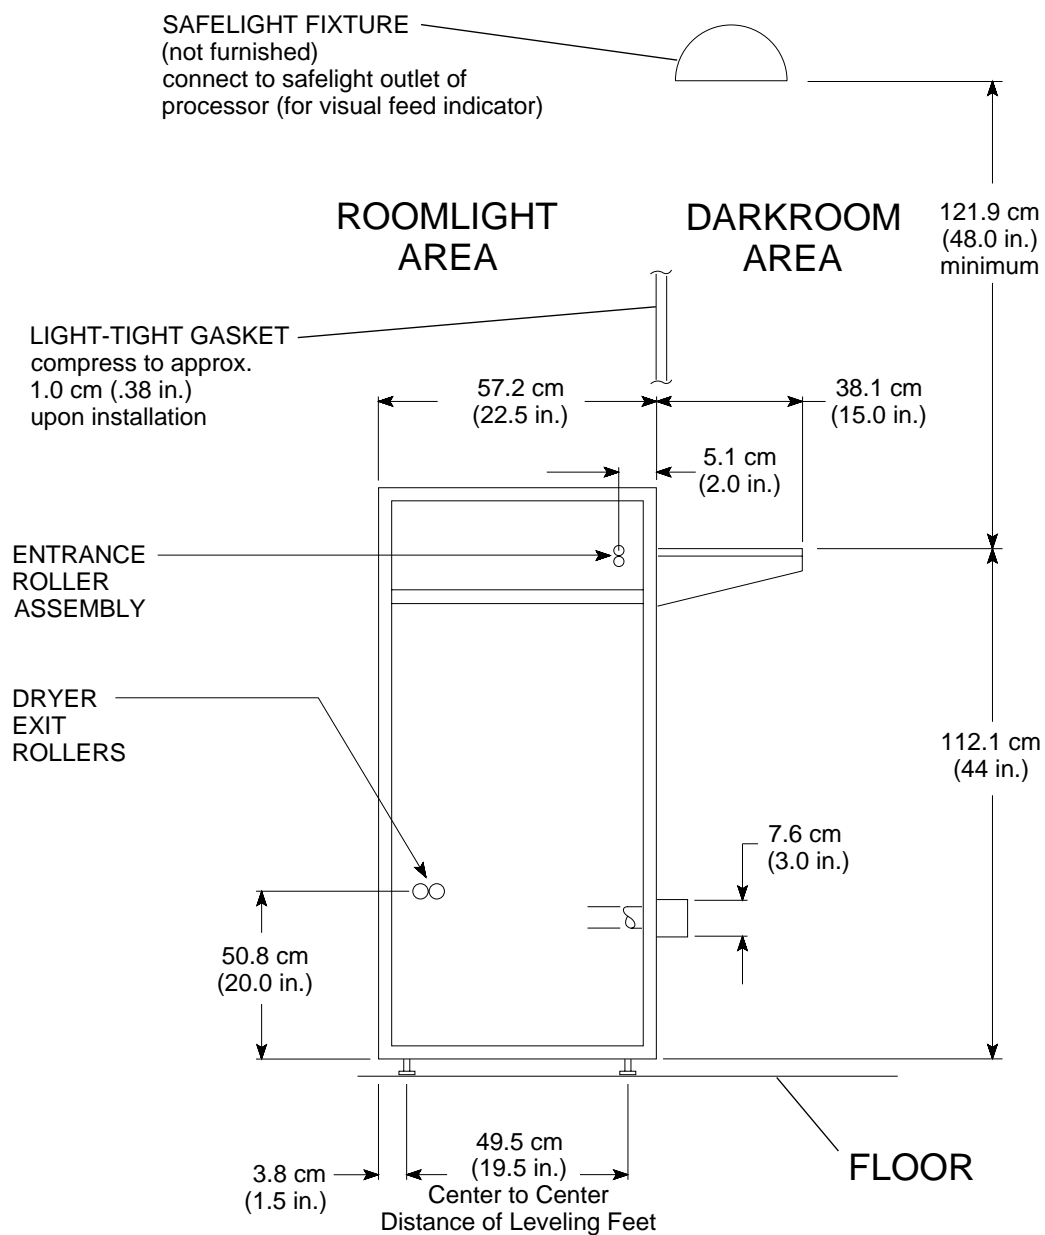 SAFELIGHT FIXTURE
(not furnished)
connect to safelight outlet of
processor (for visual feed indicator)
ROOMLIGHT
AREA
DARKROOM
AREA
121.9 cm
(48.0 in.)
minimum
LIGHT-TIGHT GASKET
compress to approx.
1.0 cm (.38 in.)
upon installation
57.2 cm
(22.5 in.)
38.1 cm
(15.0 in.)
5.1 cm
(2.0 in.)
ENTRANCE
ROLLER
ASSEMBLY
DRYER
EXIT
ROLLERS
112.1 cm
(44 in.)
7.6 cm
(3.0 in.)
50.8 cm
(20.0 in.)
3.8 cm
(1.5 in.)
49.5 cm
(19.5 in.)
Center to Center
Distance of Leveling Feet
FLOOR